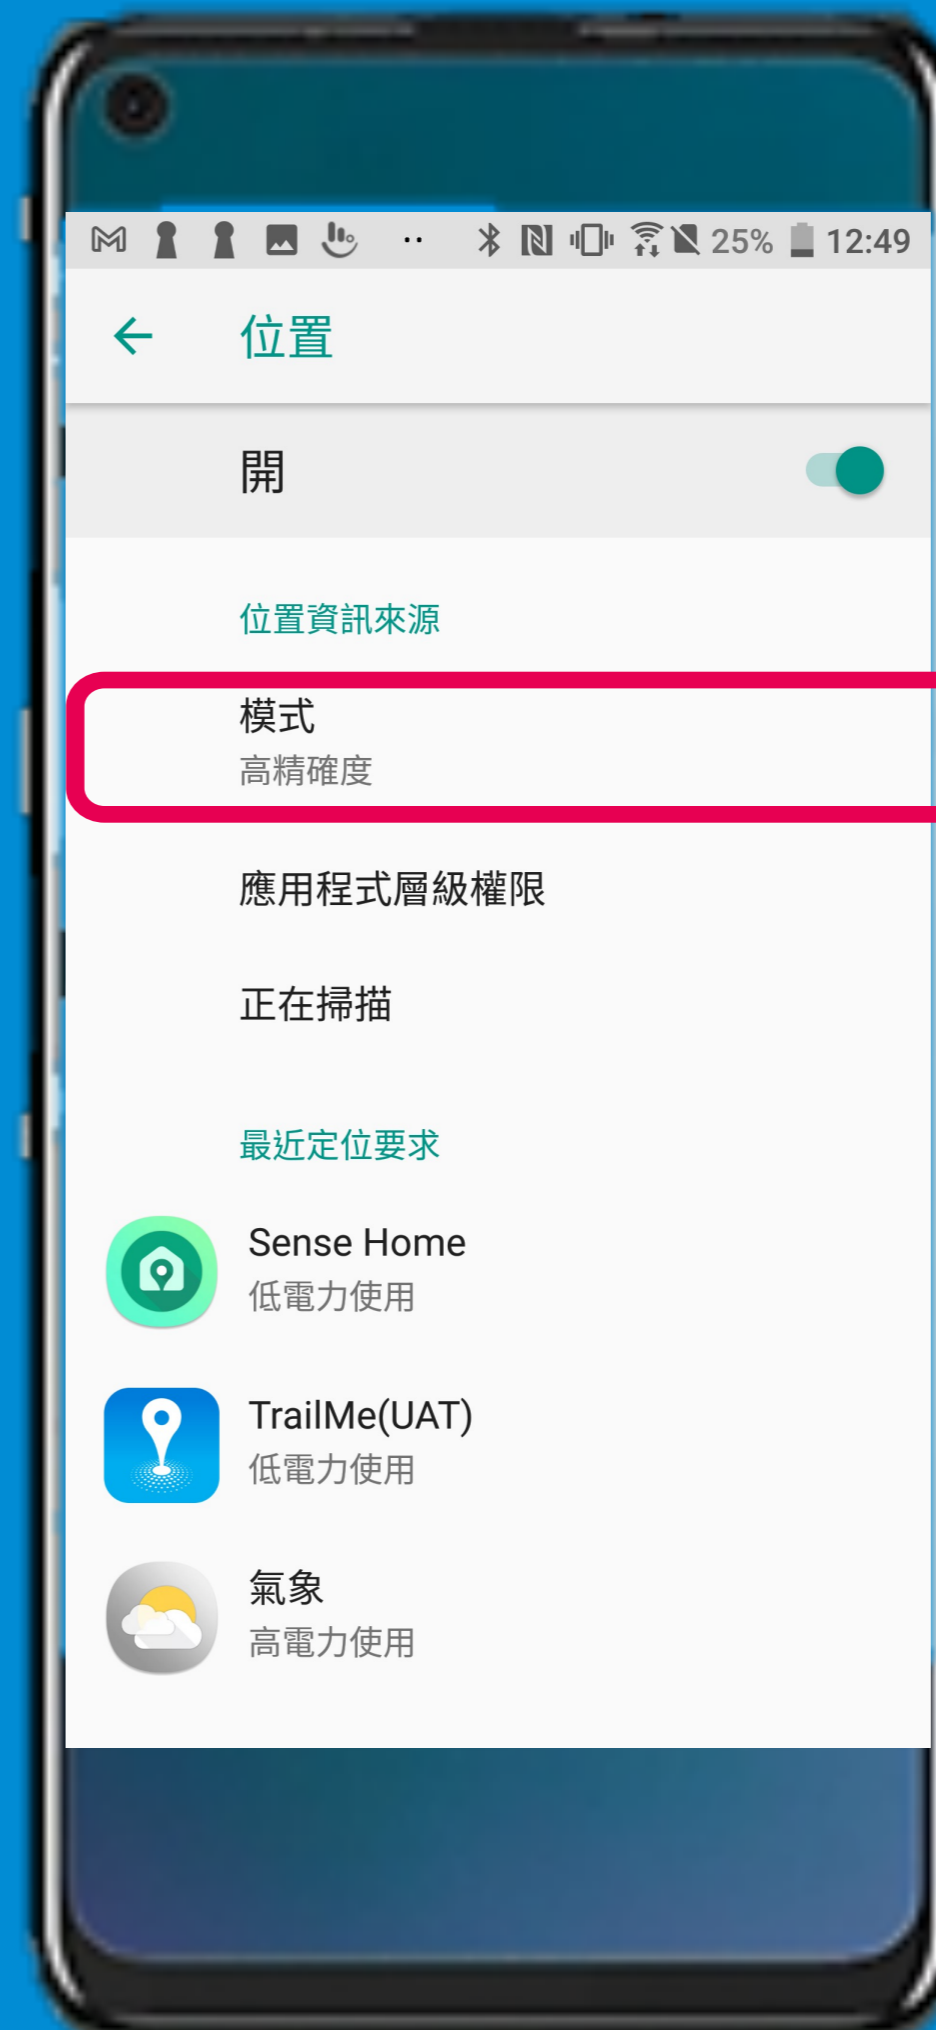 25% 12:49
位置
開
位置資訊來源
模式
高精確度
應用程式層級權限
正在掃描
最近定位要求
Sense Home
低電力使用
TrailMe(UAT)
低電力使用
氣象
高電力使用